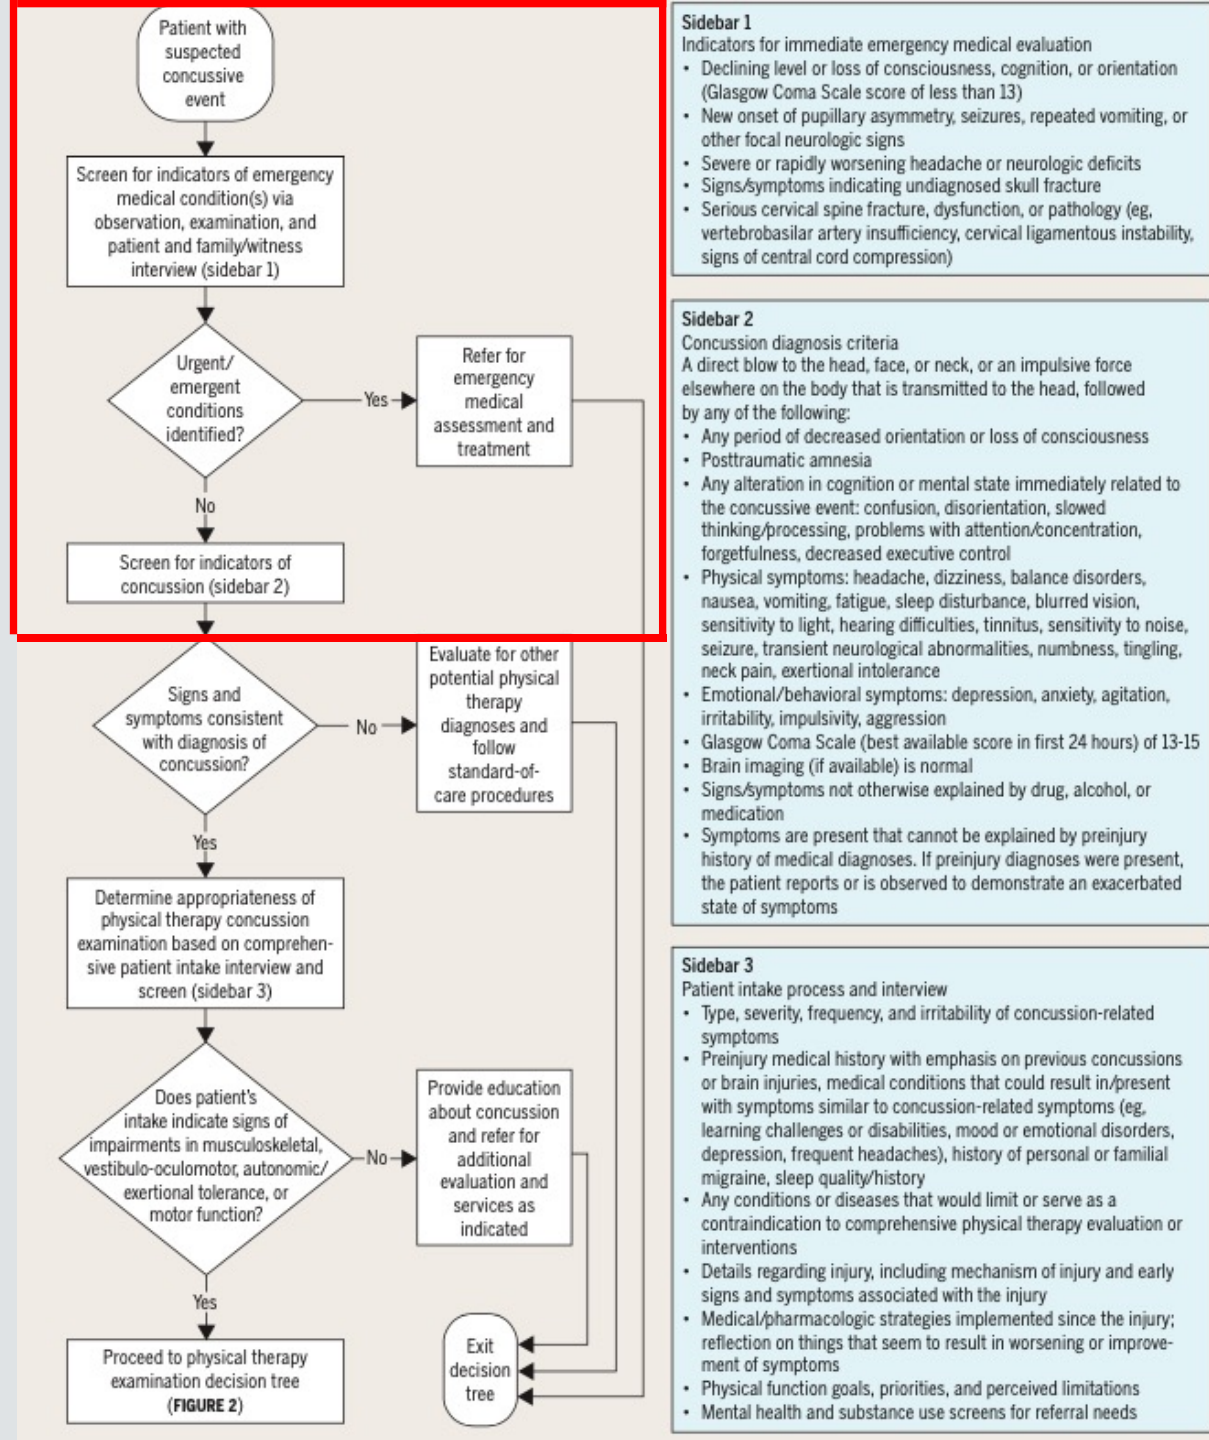 Patient with
suspected
concussive
event
Screen for indicators of emergency
medical condition(s) via
observation, examination, and
patient and family/witness
interview (sidebar 1)
Urgent/
emergent
conditions
identified?
Yes
Refer for
emergency
medical
assessment and
treatment
No
Screen for indicators of
concussion (sidebar 2)
Signs and
symptoms consistent
with diagnosis of
concussion?
No
Evaluate for other
potential physical
therapy
diagnoses and
follow
standard-of-
care procedures
Yes
Determine appropriateness of
physical therapy concussion
examination based on comprehen-
sive patient intake interview and
screen (sidebar 3)
Does patient's
intake indicate signs of
impairments in musculoskeletal,
vestibulo-oculomotor, autonomic/
exertional tolerance, or
motor function?
No
Provide education
about concussion
and refer for
additional
evaluation and
services as
indicated
Yes
Proceed to physical therapy
examination decision tree
(FIGURE 2)
Exit
decision
tree
Sidebar 1
Indicators for immediate emergency medical evaluation
• Declining level or loss of consciousness, cognition, or orientation
(Glasgow Coma Scale score of less than 13)
• New onset of pupillary asymmetry, seizures, repeated vomiting, or
other focal neurologic signs
• Severe or rapidly worsening headache or neurologic deficits
• Signs/symptoms indicating undiagnosed skull fracture
• Serious cervical spine fracture, dysfunction, or pathology (eg,
vertebrobasilar artery insufficiency, cervical ligamentous instability,
signs of central cord compression)
Sidebar 2
Concussion diagnosis criteria
A direct blow to the head, face, or neck, or an impulsive force
elsewhere on the body that is transmitted to the head, followed
by any of the following:
• Any period of decreased orientation or loss of consciousness
• Posttraumatic amnesia
• Any alteration in cognition or mental state immediately related to
the concussive event: confusion, disorientation, slowed
thinking/processing, problems with attention/concentration,
forgetfulness, decreased executive control
• Physical symptoms: headache, dizziness, balance disorders,
nausea, vomiting, fatigue, sleep disturbance, blurred vision,
sensitivity to light, hearing difficulties, tinnitus, sensitivity to noise,
seizure, transient neurological abnormalities, numbness, tingling,
neck pain, exertional intolerance
• Emotional/behavioral symptoms: depression, anxiety, agitation,
irritability, impulsivity, aggression
• Glasgow Coma Scale (best available score in first 24 hours) of 13-15
• Brain imaging (if available) is normal
• Signs/symptoms not otherwise explained by drug, alcohol, or
medication
• Symptoms are present that cannot be explained by preinjury
history of medical diagnoses. If preinjury diagnoses were present,
the patient reports or is observed to demonstrate an exacerbated
state of symptoms
Sidebar 3
Patient intake process and interview
• Type, severity, frequency, and irritability of concussion-related
symptoms
• Preinjury medical history with emphasis on previous concussions
or brain injuries, medical conditions that could result in/present
with symptoms similar to concussion-related symptoms (eg,
learning challenges or disabilities, mood or emotional disorders,
depression, frequent headaches), history of personal or familial
migraine, sleep quality/history
• Any conditions or diseases that would limit or serve as a
contraindication to comprehensive physical therapy evaluation or
interventions
• Details regarding injury, including mechanism of injury and early
signs and symptoms associated with the injury
• Medical/pharmacologic strategies implemented since the injury;
reflection on things that seem to result in worsening or improve-
ment of symptoms
• Physical function goals, priorities, and perceived limitations
• Mental health and substance use screens for referral needs